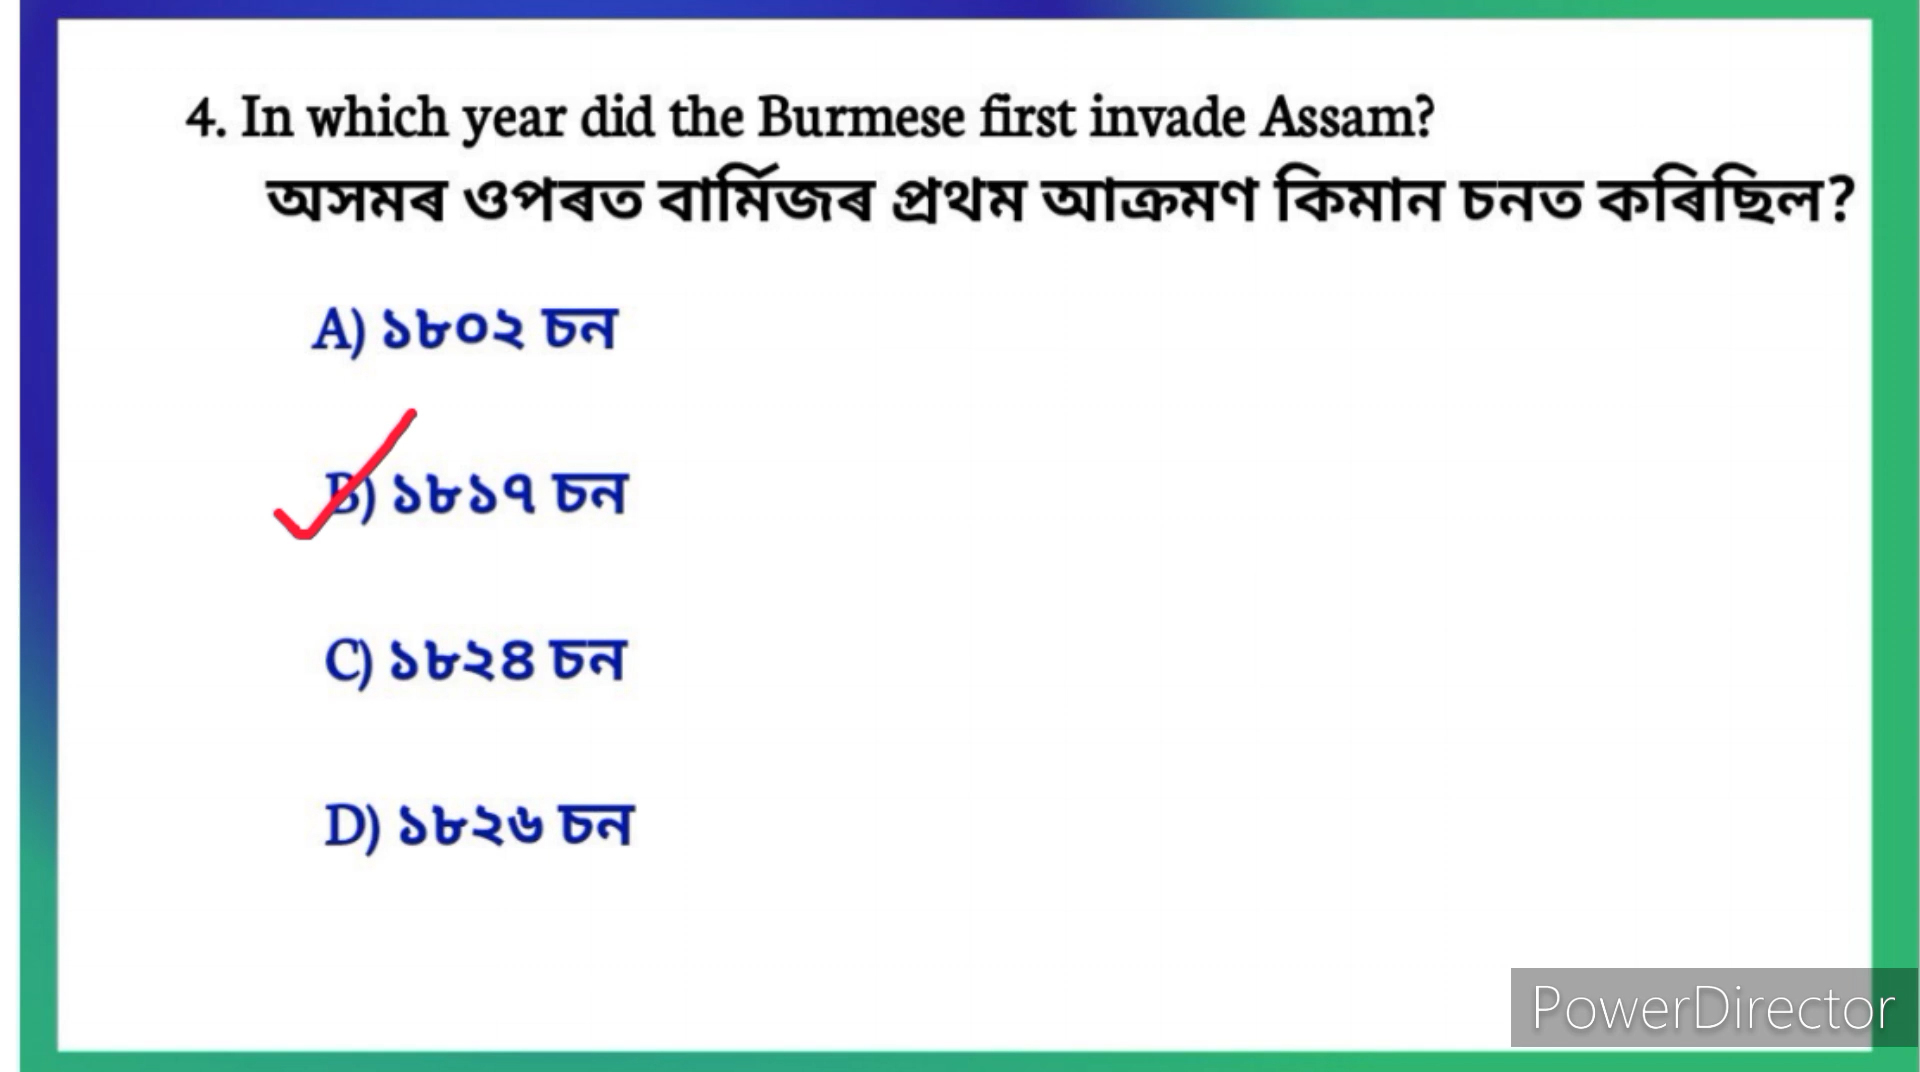 4. In which year did the Burmese first invade Assam?
অসমৰ ওপৰত বাৰ্মিজৰ প্ৰথম আক্ৰমণ কিমান চনত কৰিছিল?
A) ১৮০২ চন
B) ১৮১৭ চন
C) ১৮২৪ চন
D) ১৮২৬ চন
PowerDirector